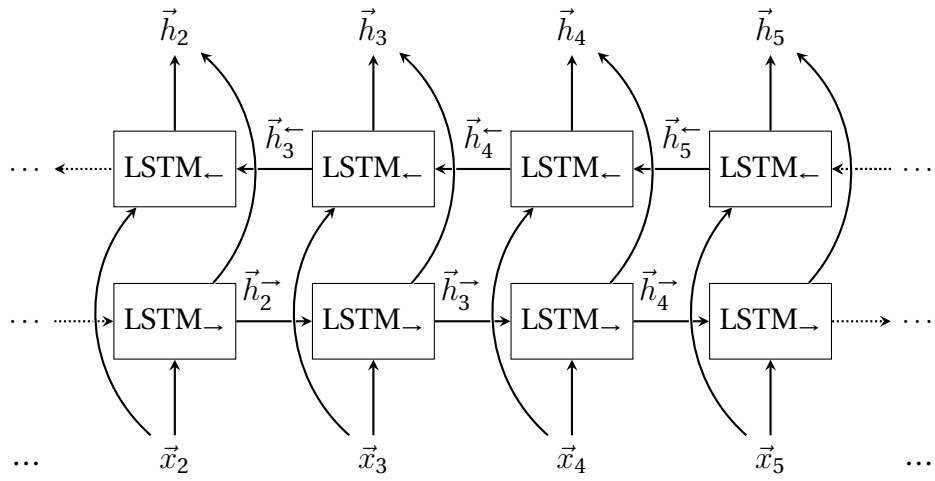 h⃗₂ h⃗₃ h⃗₄ h⃗₅
h⃗₃← h⃗₄← h⃗₅←
... LSTM← LSTM← LSTM← LSTM← ...
h⃗₂→ h⃗₃→ h⃗₄→
... LSTM→ LSTM→ LSTM→ LSTM→ ...
... x⃗₂ x⃗₃ x⃗₄ x⃗₅ ...